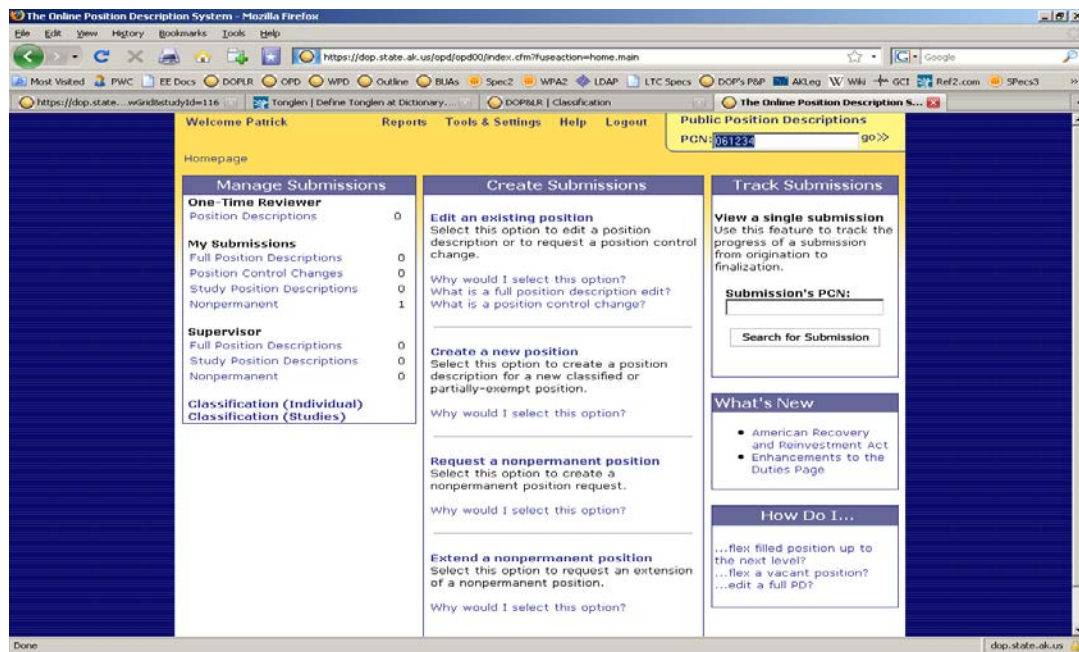 The Online Position Description System - Mozilla Firefox
File Edit View History Bookmarks Tools Help
https://dop.state.ak.us/opd/opd00/index.cfm?fuseaction=home.main
Google
Most Visited PWC EE Docs DOPLR OPD WPD Outline BUAs Spec2 WPA2 LDAP LTC Specs DOP's P&P AKLeg Wiki GCI Ref2.com SPecs3 »
https://dop.state....wGrid&studyId=116 Tonglen | Define Tonglen at Dictionary.... DOP&LR | Classification The Online Position Description S...
Welcome Patrick Reports Tools & Settings Help Logout
Public Position Descriptions
PCN: 061234 go>>
Homepage
Manage Submissions
One-Time Reviewer
Position Descriptions 0
My Submissions
Full Position Descriptions 0
Position Control Changes 0
Study Position Descriptions 0
Nonpermanent 1
Supervisor
Full Position Descriptions 0
Study Position Descriptions 0
Nonpermanent 0
Classification (Individual)
Classification (Studies)
Create Submissions
Edit an existing position
Select this option to edit a position
description or to request a position control
change.
Why would I select this option?
What is a full position description edit?
What is a position control change?
Create a new position
Select this option to create a position
description for a new classified or
partially-exempt position.
Why would I select this option?
Request a nonpermanent position
Select this option to create a
nonpermanent position request.
Why would I select this option?
Extend a nonpermanent position
Select this option to request an extension
of a nonpermanent position.
Why would I select this option?
Track Submissions
View a single submission
Use this feature to track the
progress of a submission
from origination to
finalization.
Submission's PCN:
Search for Submission
What's New
• American Recovery
and Reinvestment Act
• Enhancements to the
Duties Page
How Do I...
...flex filled position up to
the next level?
...flex a vacant position?
...edit a full PD?
Done dop.state.ak.us